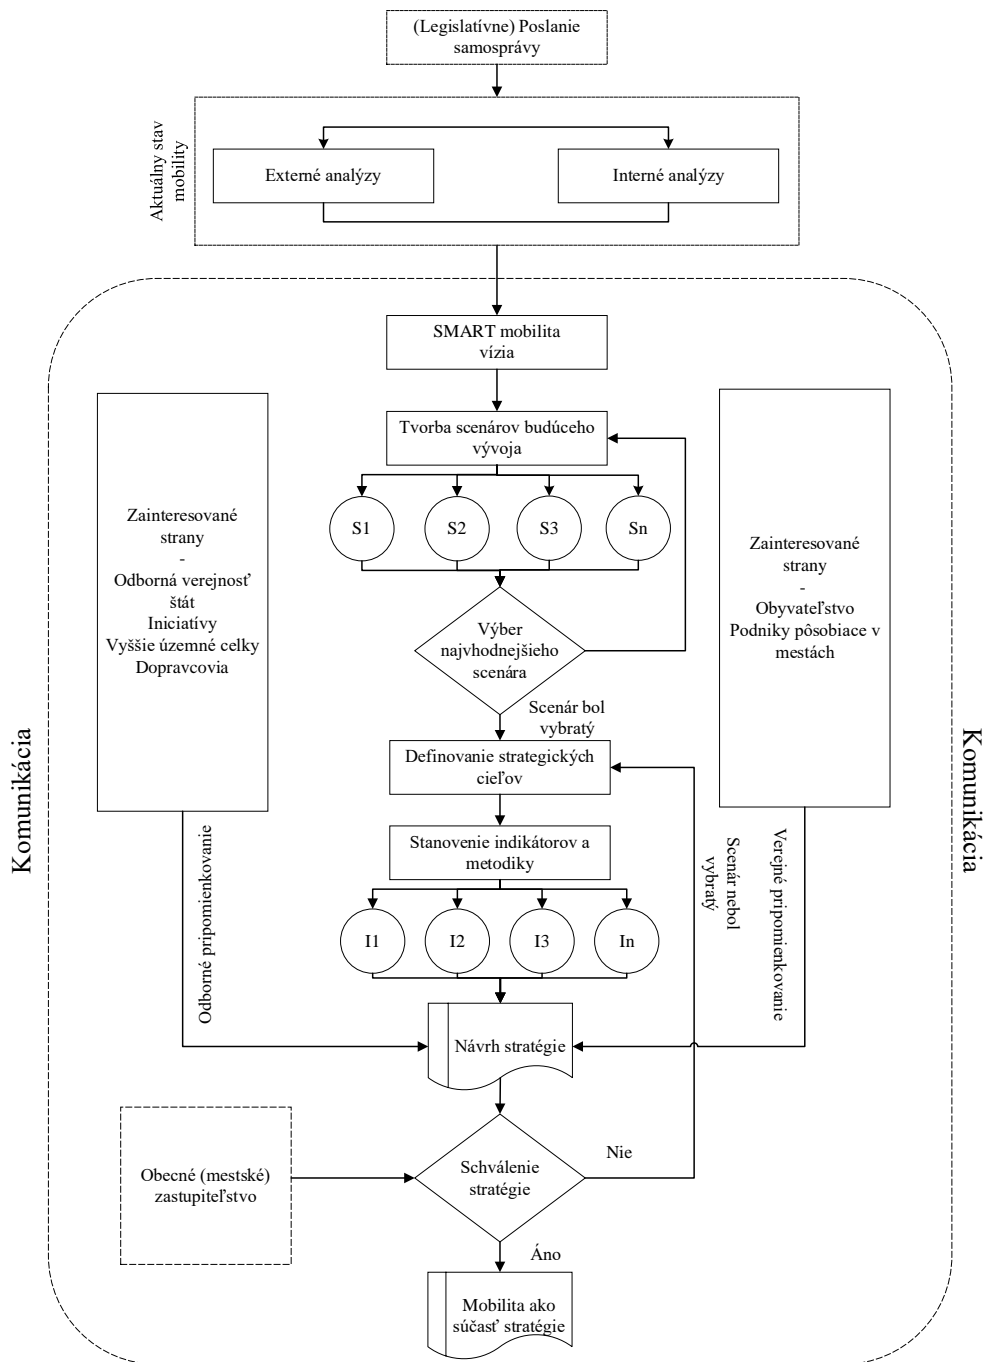 (Legislatívne) Poslanie
samosprávy
Aktuálny stav
mobility
Externé analýzy
Interné analýzy
SMART mobilita
vízia
Tvorba scenárov budúceho
vývoja
S1
S2
S3
Sn
Zainteresované
strany
-
Odborná verejnosť
štát
Iniciatívy
Vyššie územné celky
Dopravcovia
Zainteresované
strany
-
Obyvateľstvo
Podniky pôsobiace v
mestách
Výber
najvhodnejšieho
scenára
Scenár bol
vybratý
Komunikácia
Komunikácia
Definovanie strategických
cieľov
Stanovenie indikátorov a
metodiky
Odborné pripomienkovanie
Scenár nebol
vybratý
Verejné pripomienkovanie
I1
I2
I3
In
Návrh stratégie
Obecné (mestské)
zastupiteľstvo
Schválenie
stratégie
Nie
Áno
Mobilita ako
súčasť stratégie